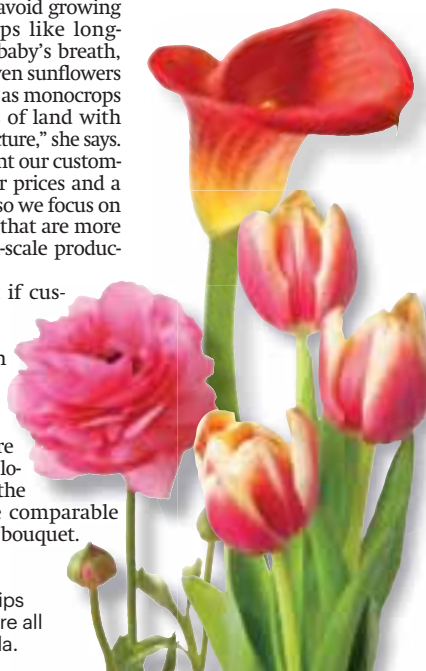 avoid growing
ps like long-
baby's breath,
ven sunflowers
as monocrops
of land with
cture,” she says.
nt our custom-
r prices and a
so we focus on
that are more
-scale produc-
if cus-
re
lo-
the
comparable
bouquet.
ips
re all
la.